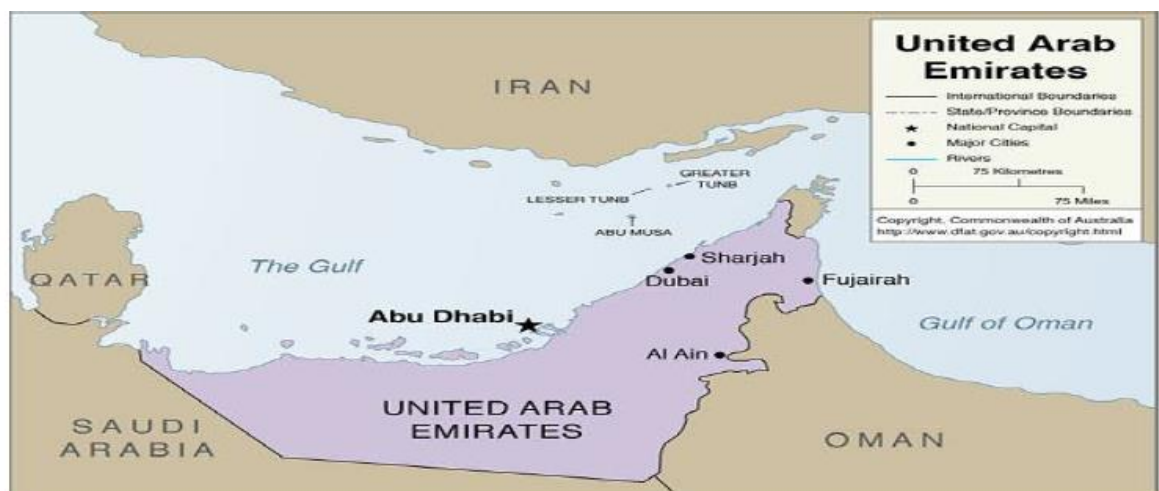 United Arab
Emirates
International Boundaries
State/Province Boundaries
National Capital
Major Cities
Rivers
0 75 Kilometres
0 75 Miles
Copyright, Commonwealth of Australia
http://www.dfat.gov.au/copyright.html
IRAN
GREATER
TUNB
LESSER TUNB
ABU MUSA
The Gulf
QATAR
Sharjah
Dubai
Fujairah
Abu Dhabi
Gulf of Oman
Al Ain
UNITED ARAB
EMIRATES
SAUDI
ARABIA
OMAN